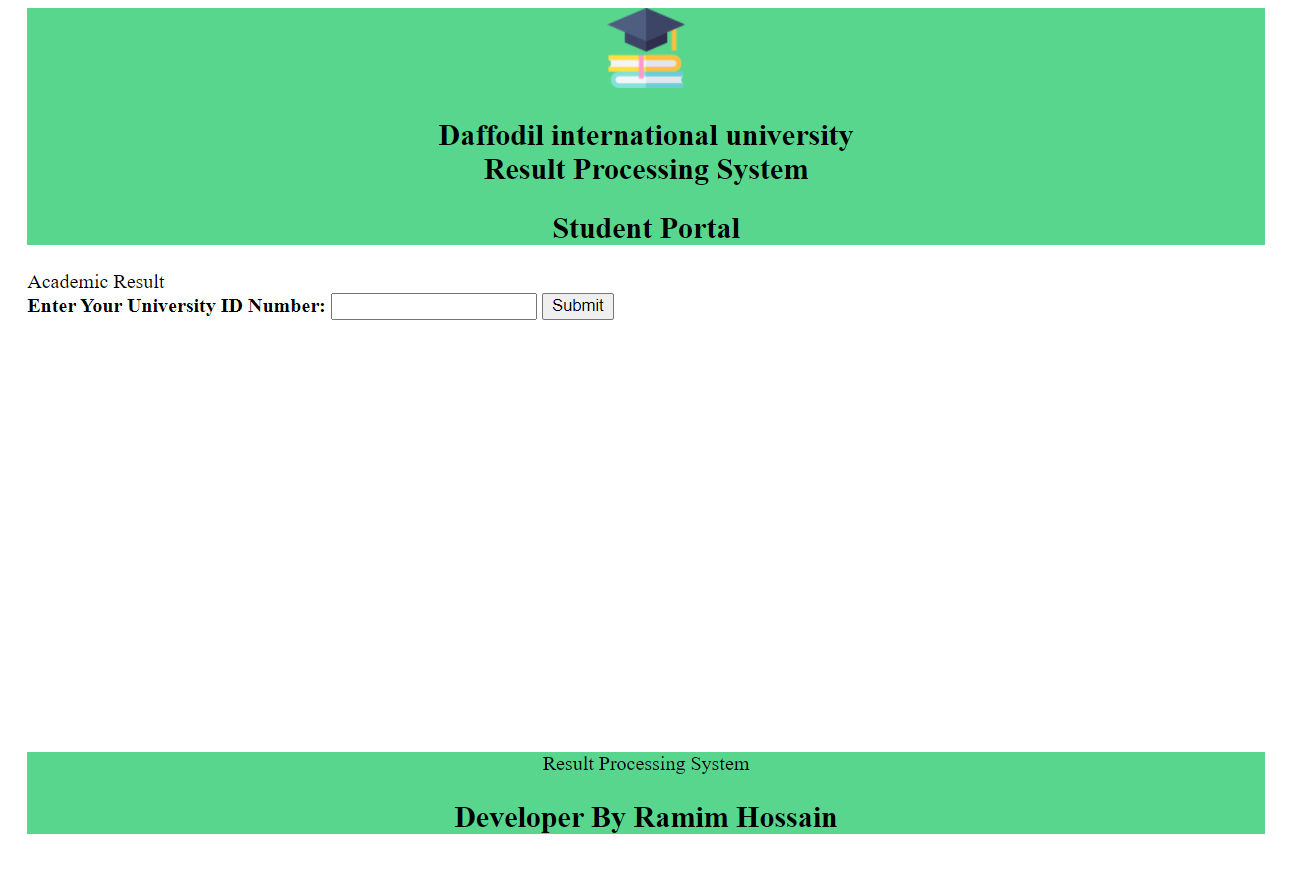 Daffodil international university
Result Processing System
Student Portal
Academic Result
Enter Your University ID Number: Submit
Result Processing System
Developer By Ramim Hossain